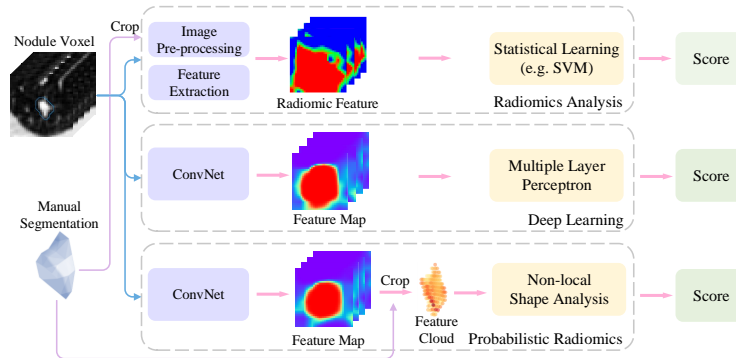 Nodule Voxel
Crop
Image
Pre-processing
Feature
Extraction
Radiomic Feature
Statistical Learning
(e.g. SVM)
Radiomics Analysis
Score
ConvNet
Feature Map
Multiple Layer
Perceptron
Deep Learning
Score
Manual
Segmentation
ConvNet
Feature Map
Crop
Feature
Cloud
Non-local
Shape Analysis
Probabilistic Radiomics
Score